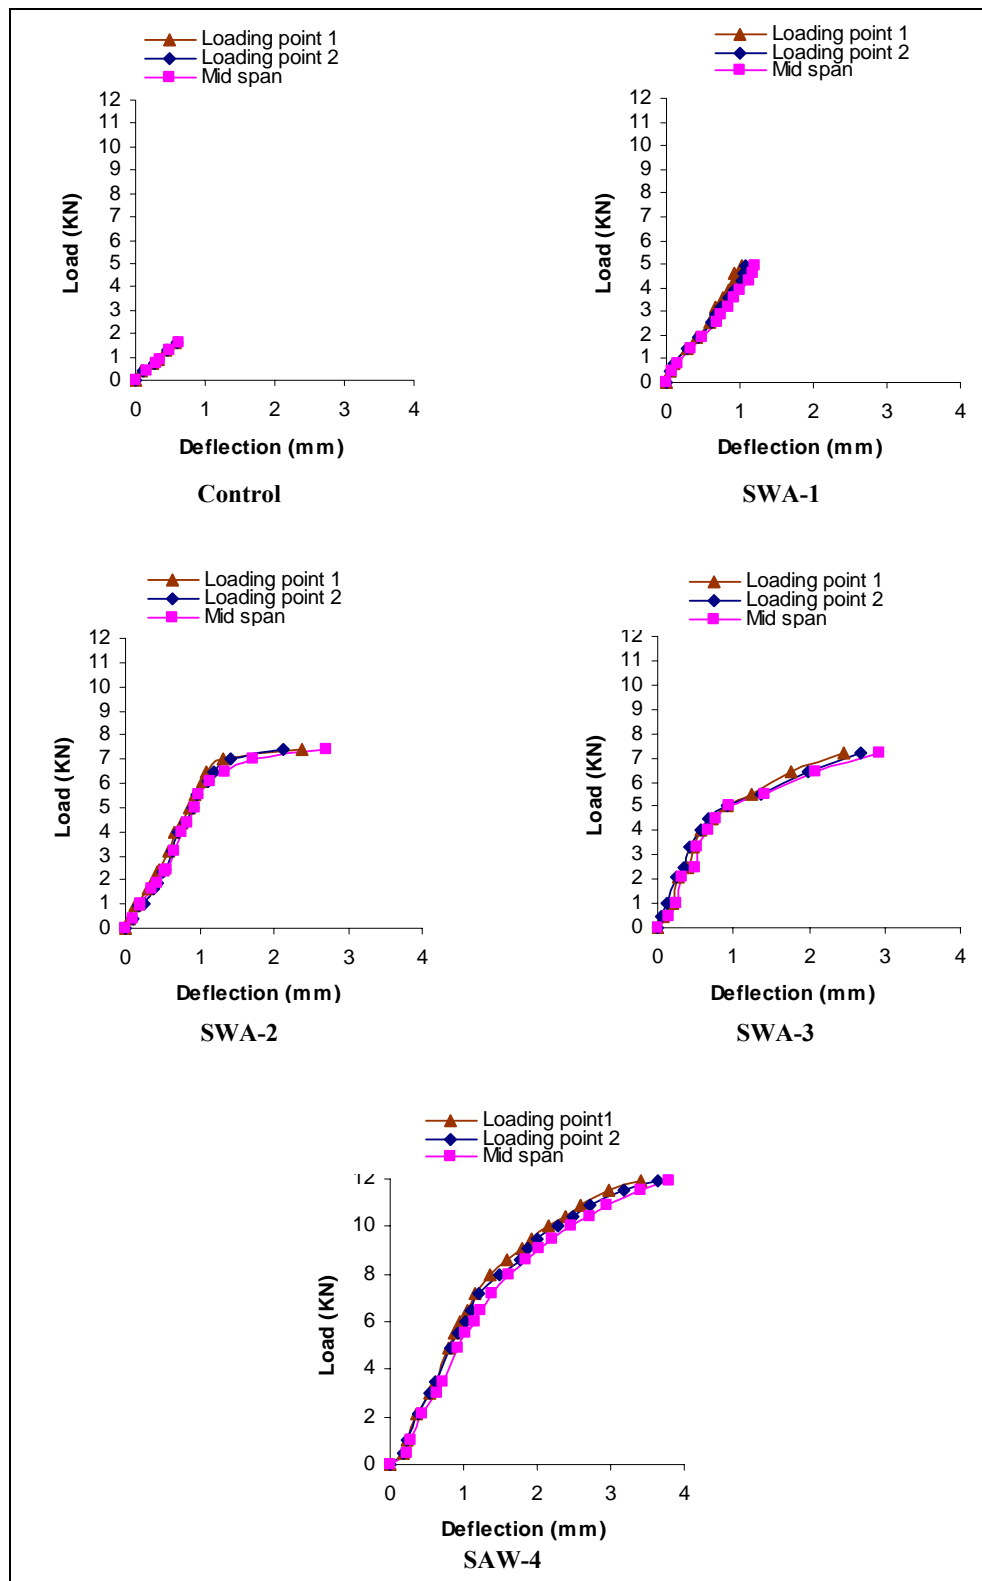 Loading point 1
Loading point 2
Mid span
12
11
10
9
8
7
6
5
4
3
2
1
0
Load (KN)
0 1 2 3 4
Deflection (mm)
Control
Loading point 1
Loading point 2
Mid span
12
11
10
9
8
7
6
5
4
3
2
1
0
Load (KN)
0 1 2 3 4
Deflection (mm)
SWA-1
Loading point 1
Loading point 2
Mid span
12
11
10
9
8
7
6
5
4
3
2
1
0
Load (KN)
0 1 2 3 4
Deflection (mm)
SWA-2
Loading point 1
Loading point 2
Mid span
12
11
10
9
8
7
6
5
4
3
2
1
0
Load (KN)
0 1 2 3 4
Deflection (mm)
SWA-3
Loading point1
Loading point 2
Mid span
12
10
8
6
4
2
0
Load (KN)
0 1 2 3 4
Deflection (mm)
SAW-4